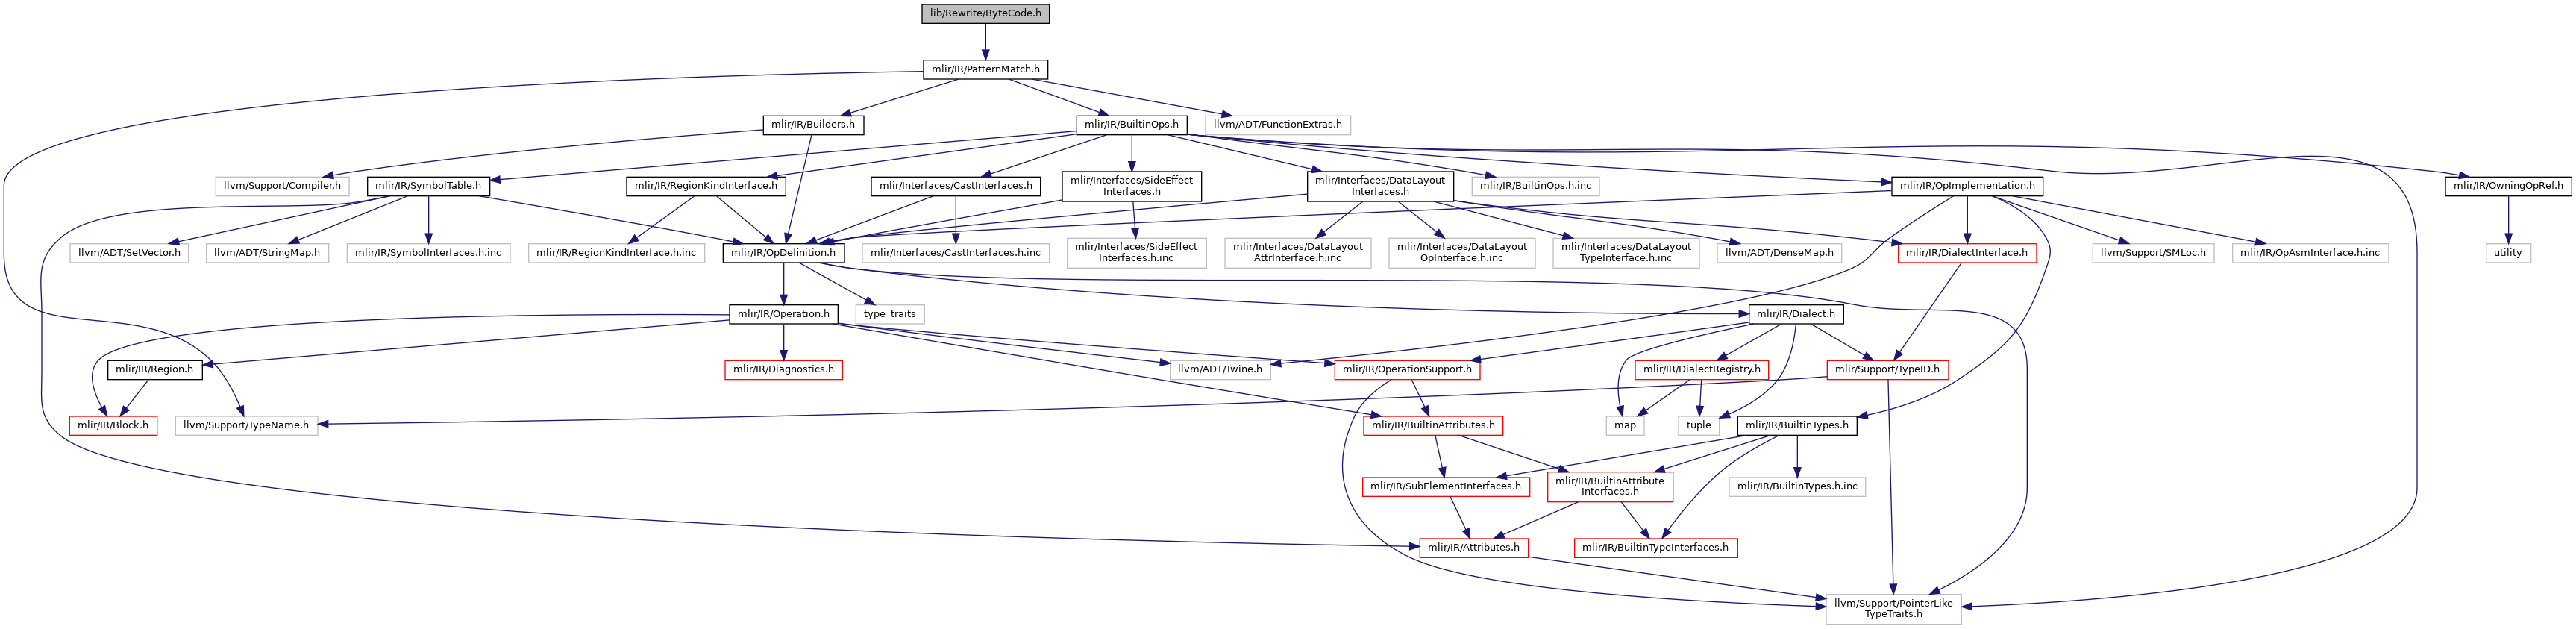 lib/Rewrite/ByteCode.h
mlir/IR/PatternMatch.h
mlir/IR/Builders.h
mlir/IR/BuiltinOps.h
llvm/ADT/FunctionExtras.h
llvm/Support/Compiler.h
mlir/IR/SymbolTable.h
mlir/IR/RegionKindInterface.h
mlir/Interfaces/CastInterfaces.h
mlir/Interfaces/SideEffect
Interfaces.h
mlir/Interfaces/DataLayout
Interfaces.h
mlir/IR/BuiltinOps.h.inc
mlir/IR/OpImplementation.h
mlir/IR/OwningOpRef.h
llvm/ADT/SetVector.h
llvm/ADT/StringMap.h
mlir/IR/SymbolInterfaces.h.inc
mlir/IR/RegionKindInterface.h.inc
mlir/IR/OpDefinition.h
mlir/Interfaces/CastInterfaces.h.inc
mlir/Interfaces/SideEffect
Interfaces.h.inc
mlir/Interfaces/DataLayout
AttrInterface.h.inc
mlir/Interfaces/DataLayout
OpInterface.h.inc
mlir/Interfaces/DataLayout
TypeInterface.h.inc
llvm/ADT/DenseMap.h
mlir/IR/DialectInterface.h
llvm/Support/SMLoc.h
mlir/IR/OpAsmInterface.h.inc
utility
mlir/IR/Operation.h
type_traits
mlir/IR/Dialect.h
mlir/IR/Region.h
mlir/IR/Diagnostics.h
llvm/ADT/Twine.h
mlir/IR/OperationSupport.h
mlir/IR/DialectRegistry.h
mlir/Support/TypeID.h
mlir/IR/Block.h
llvm/Support/TypeName.h
mlir/IR/BuiltinAttributes.h
map
tuple
mlir/IR/BuiltinTypes.h
mlir/IR/SubElementInterfaces.h
mlir/IR/BuiltinAttribute
Interfaces.h
mlir/IR/BuiltinTypes.h.inc
mlir/IR/Attributes.h
mlir/IR/BuiltinTypeInterfaces.h
llvm/Support/PointerLike
TypeTraits.h